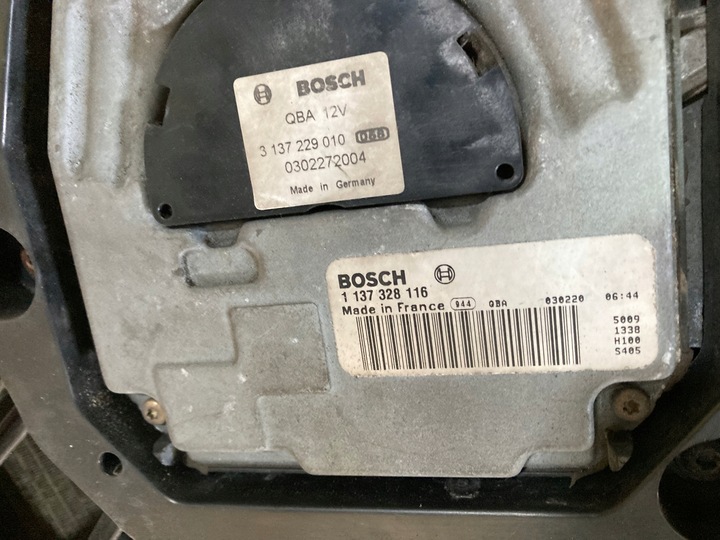 BOSCH
QBA 12V
3 137 229 010
0302272004
Made in Germany
BOSCH
1 137 328 116
Made in France 944 QBA 030220 06:44
5009
1338
H100
S405